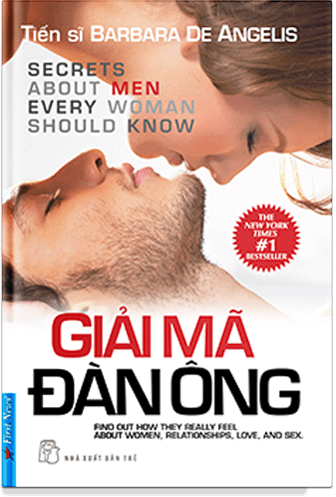 Tiến sĩ BARBARA DE ANGELIS
SECRETS
ABOUT MEN
EVERY WOMAN
SHOULD KNOW
THE
NEW YORK
TIMES
#1
BESTSELLER
GIẢI MÃ
ĐÀN ÔNG
FIND OUT HOW THEY REALLY FEEL
ABOUT WOMEN, RELATIONSHIPS, LOVE, AND SEX.
First News
NHÀ XUẤT BẢN TRẺ